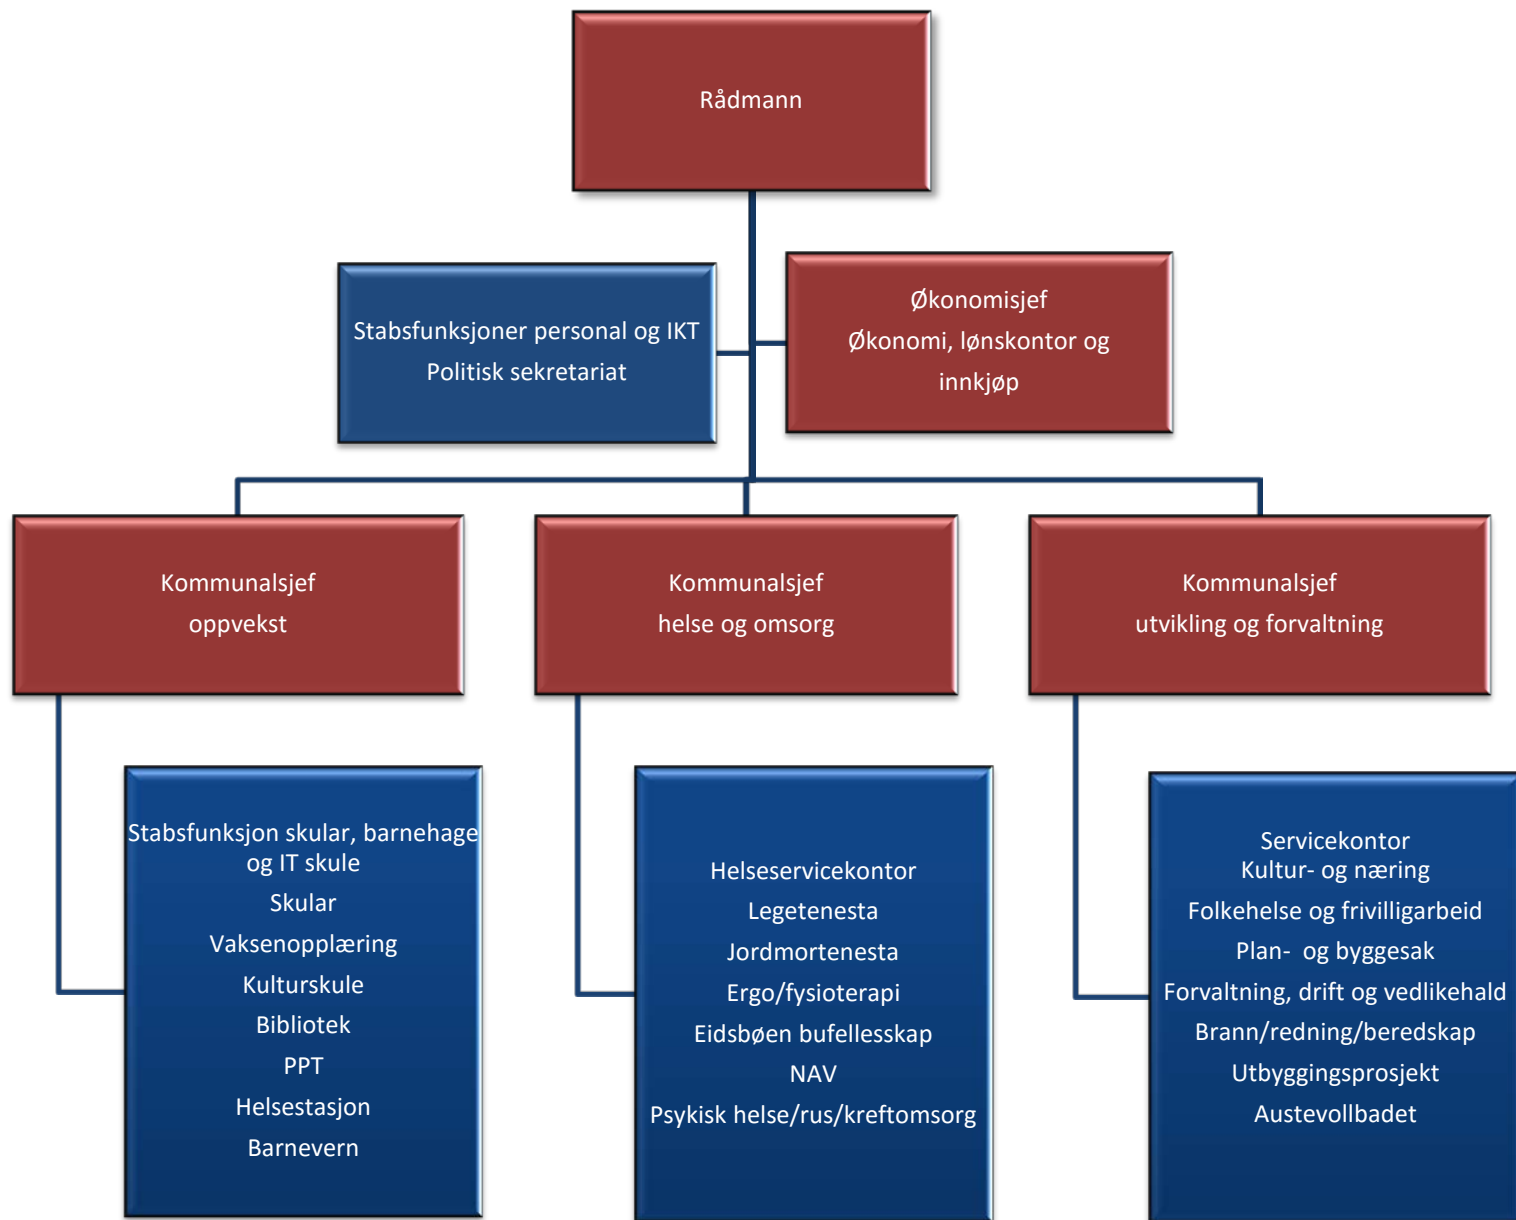 Rådmann
Stabsfunksjoner personal og IKT
Politisk sekretariat
Økonomisjef
Økonomi, lønskontor og
innkjøp
Kommunalsjef
oppvekst
Kommunalsjef
helse og omsorg
Kommunalsjef
utvikling og forvaltning
Stabsfunksjon skular, barnehage
og IT skule
Skular
Vaksenopplæring
Kulturskule
Bibliotek
PPT
Helsestasjon
Barnevern
Helseservicekontor
Legetenesta
Jordmortenesta
Ergo/fysioterapi
Eidsbøen bufellesskap
NAV
Psykisk helse/rus/kreftomsorg
Servicekontor
Kultur- og næring
Folkehelse og frivilligarbeid
Plan- og byggesak
Forvaltning, drift og vedlikehald
Brann/redning/beredskap
Utbyggingsprosjekt
Austevollbadet